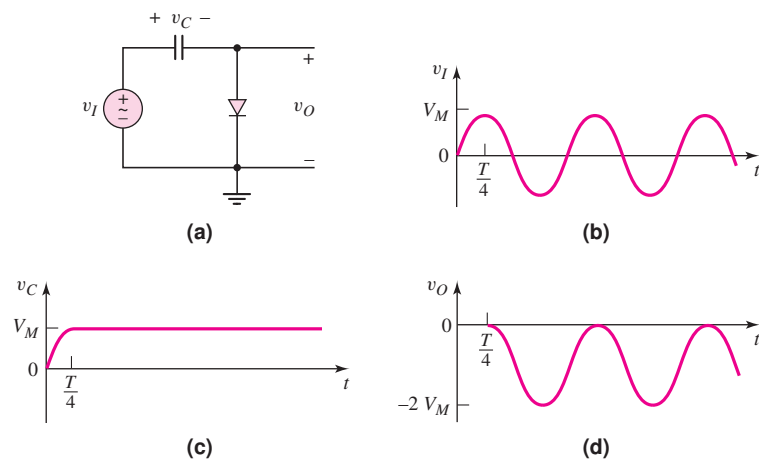 + v_C −
v_I
+
~
−
+
v_O
−
(a)
v_I
V_M
0
T/4
t
(b)
v_C
V_M
0
T/4
t
(c)
v_O
0
T/4
t
−2 V_M
(d)